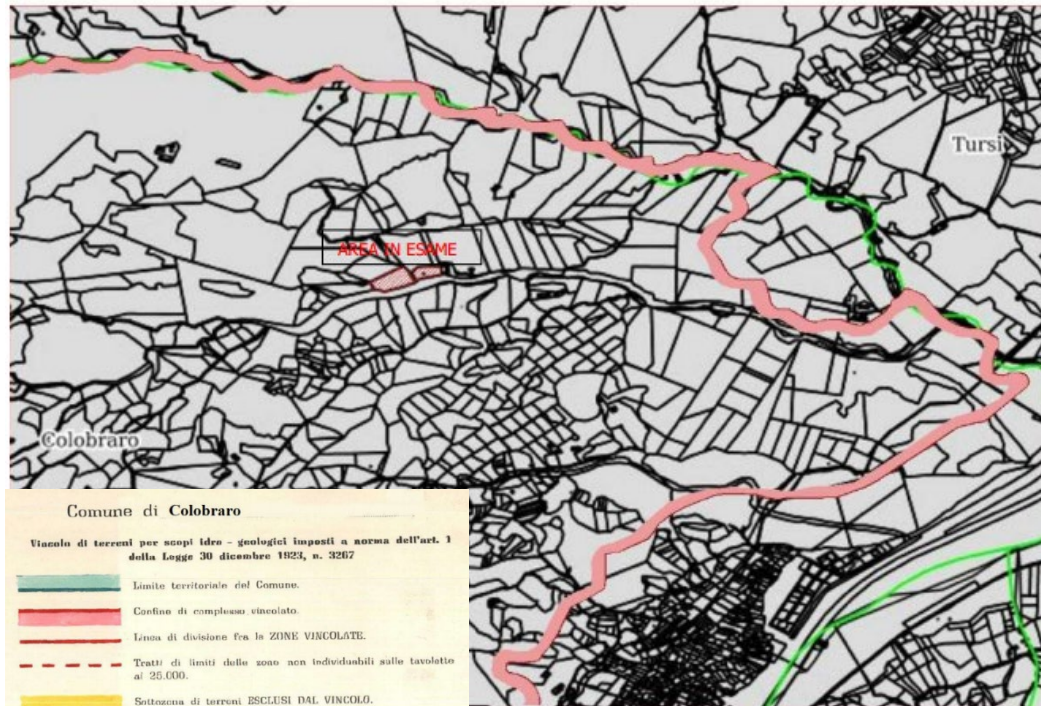 Tursi
AREA IN ESAME
Colobraro
Comune di Colobraro
Vincolo di terreni per scopi idro - geologici imposti a norma dell'art. 1
della Legge 30 dicembre 1923, n. 3267
Limite territoriale del Comune.
Confine di complesso vincolato.
Linea di divisione fra le ZONE VINCOLATE.
Tratti di limiti delle zone non individuabili sulle tavolette
al 25.000.
Sottozona di terreni ESCLUSI DAL VINCOLO.